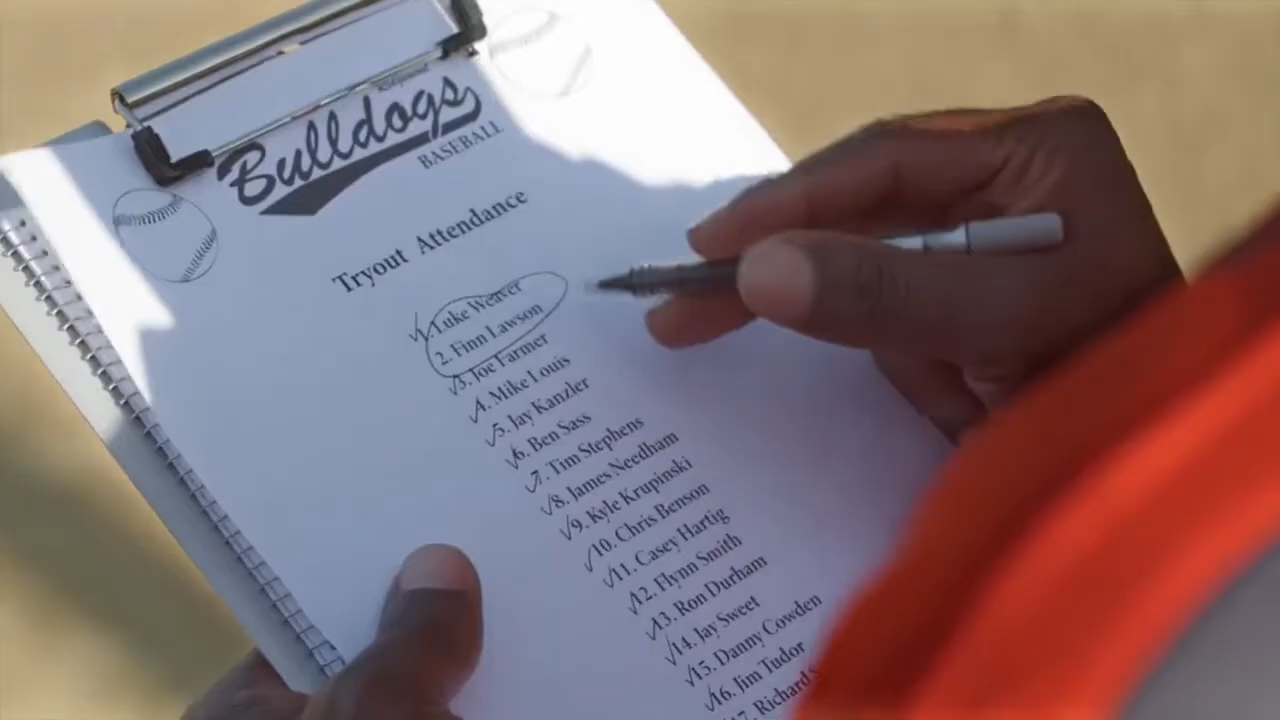 Bulldogs
BASEBALL
Tryout Attendance
1. Luke Weaver
2. Finn Lawson
3. Joe Farmer
4. Mike Louis
5. Jay Kanzler
6. Ben Sass
7. Tim Stephens
8. James Needham
9. Kyle Krupinski
10. Chris Benson
11. Casey Hartig
12. Flynn Smith
13. Ron Durham
14. Jay Sweet
15. Danny Cowden
16. Jim Tudor
17. Richard